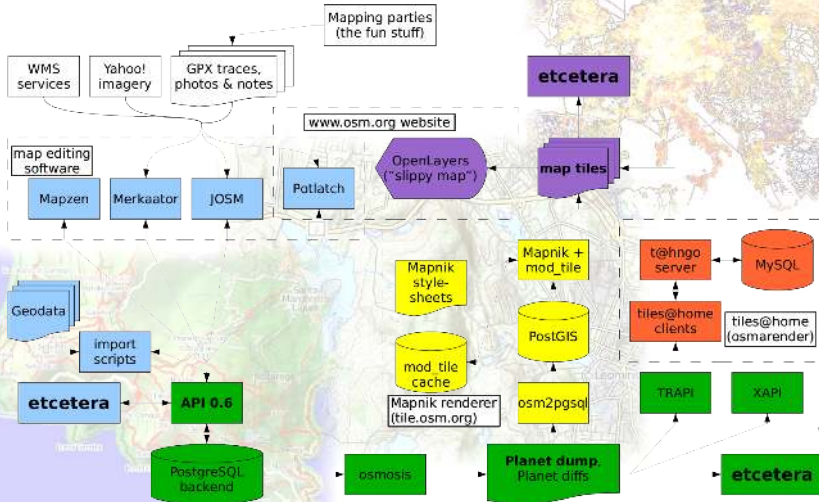 Mapping parties
(the fun stuff)
WMS
services
Yahoo!
imagery
GPX traces,
photos & notes
etcetera
www.osm.org website
map editing
software
OpenLayers
("slippy map")
map tiles
Mapzen
Merkaator
JOSM
Potlatch
Mapnik
style-
sheets
Mapnik +
mod_tile
t@hngo
server
MySQL
Geodata
PostGIS
tiles@home
clients
tiles@home
(osmarender)
import
scripts
mod_tile
cache
etcetera
API 0.6
Mapnik renderer
(tile.osm.org)
osm2pgsql
TRAPI
XAPI
PostgreSQL
backend
osmosis
Planet dump,
Planet diffs
etcetera